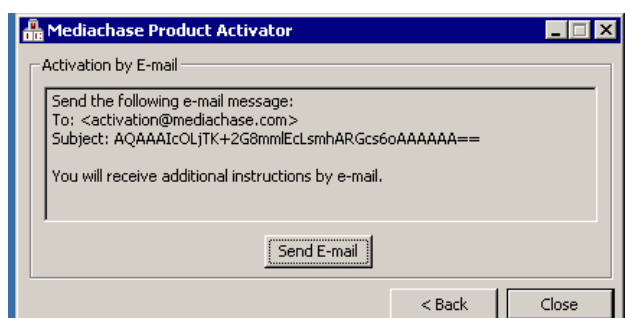 Mediachase Product Activator
Activation by E-mail
Send the following e-mail message:
To: <activation@mediachase.com>
Subject: AQAAAIcOLjTK+2G8mmlEcLsmhARGcs6oAAAAAA==
You will receive additional instructions by e-mail.
Send E-mail
< Back
Close